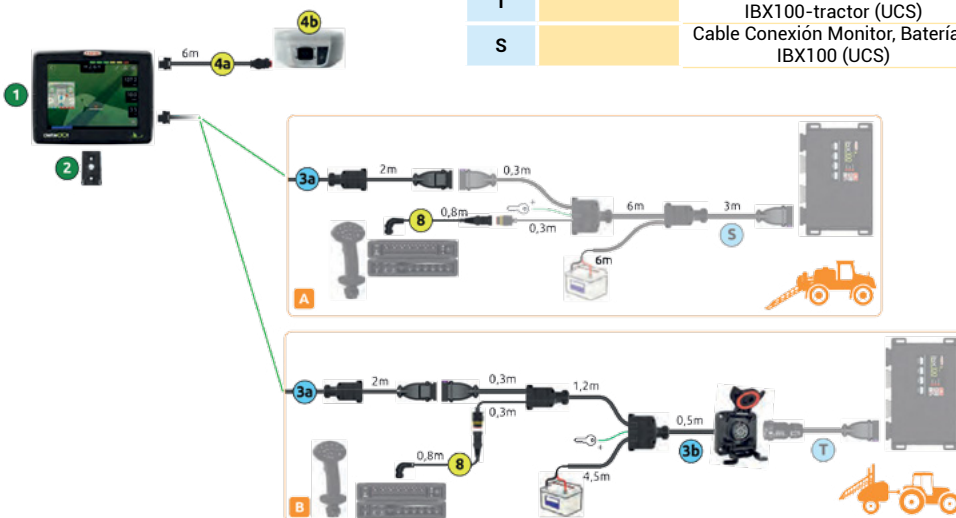 T
IBX100-tractor (UCS)
S
Cable Conexión Monitor, Batería
IBX100 (UCS)
4b
6m
4a
1
2
3a
2m
0,3m
+
6m
3m
8
0,8m
0,3m
S
6m
A
3a
2m
0,3m
1,2m
0,3m
0,5m
+
3b
T
0,8m
8
4,5m
B